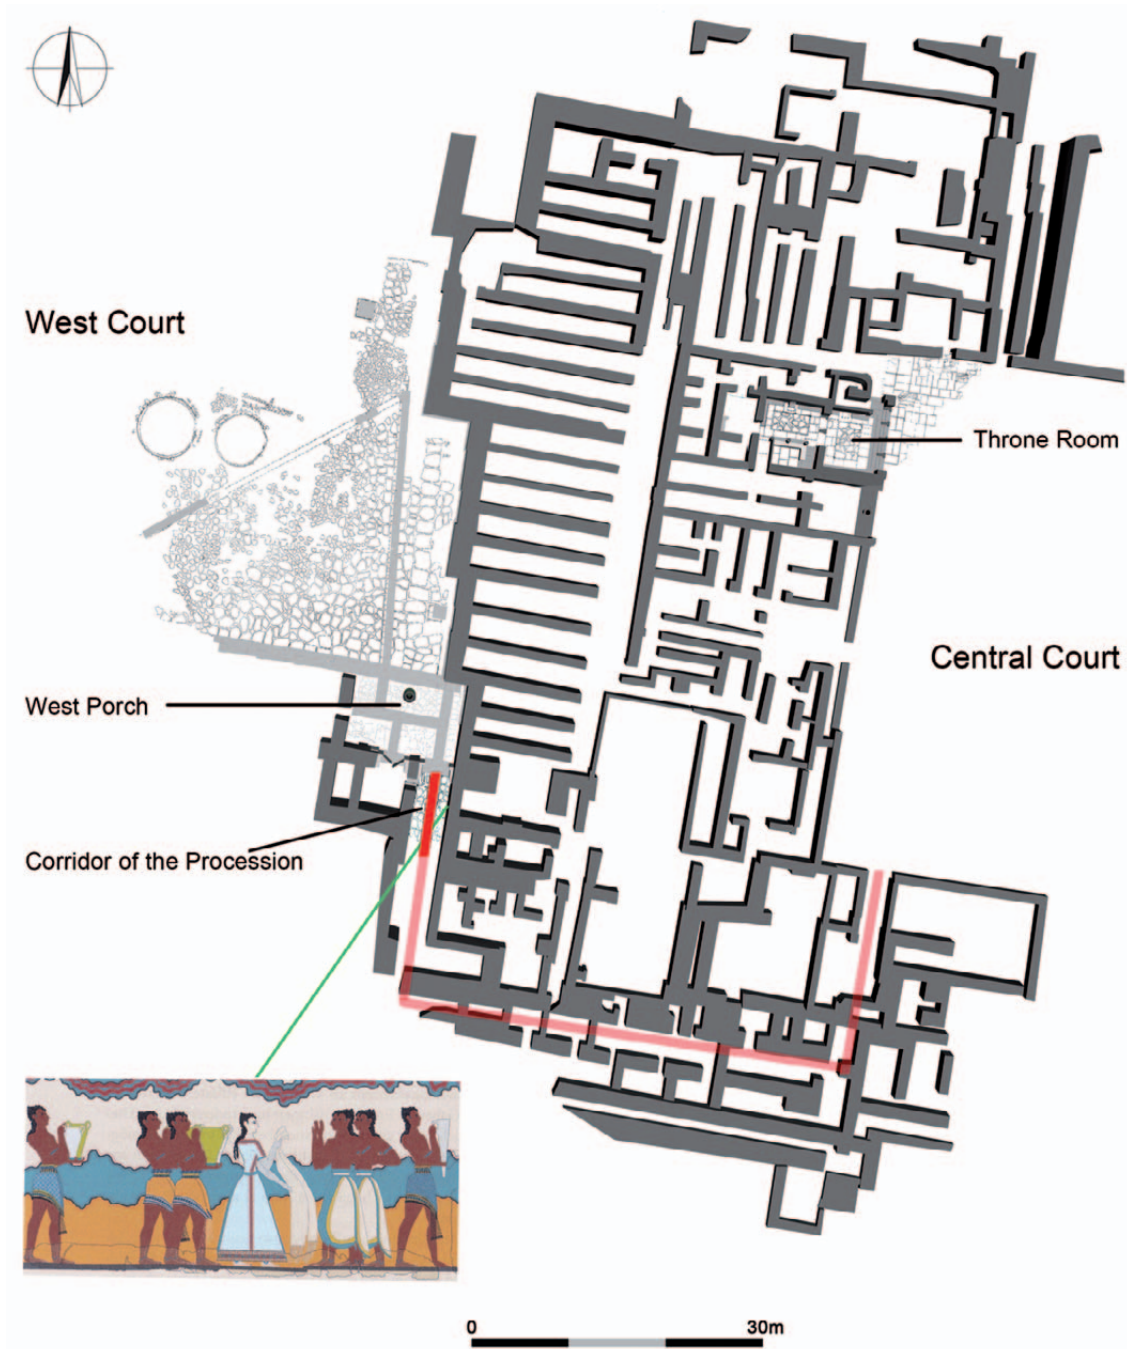 West Court
Throne Room
Central Court
West Porch
Corridor of the Procession
0 30m